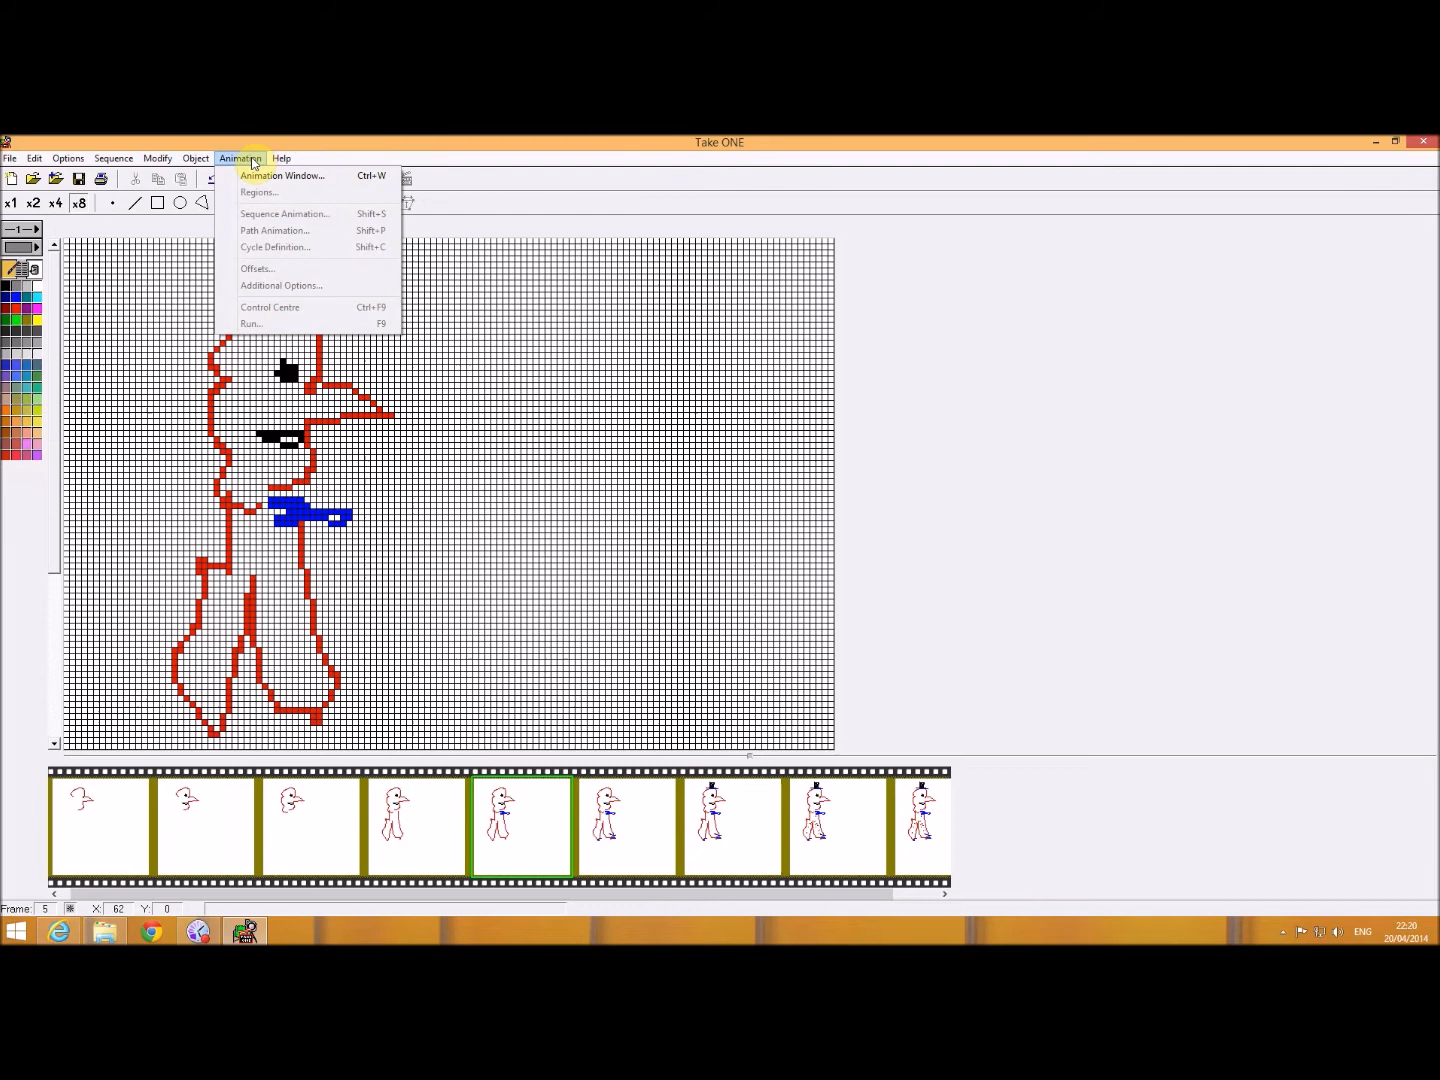 Take ONE
File Edit Options Sequence Modify Object Animation Help
x1 x2 x4 x8
1
Animation Window... Ctrl+W
Regions...
Sequence Animation... Shift+S
Path Animation... Shift+P
Cycle Definition... Shift+C
Offsets...
Additional Options...
Control Centre Ctrl+F9
Run... F9
Frame: 5 X: 62 Y: 0
ENG
22:20
20/04/2014